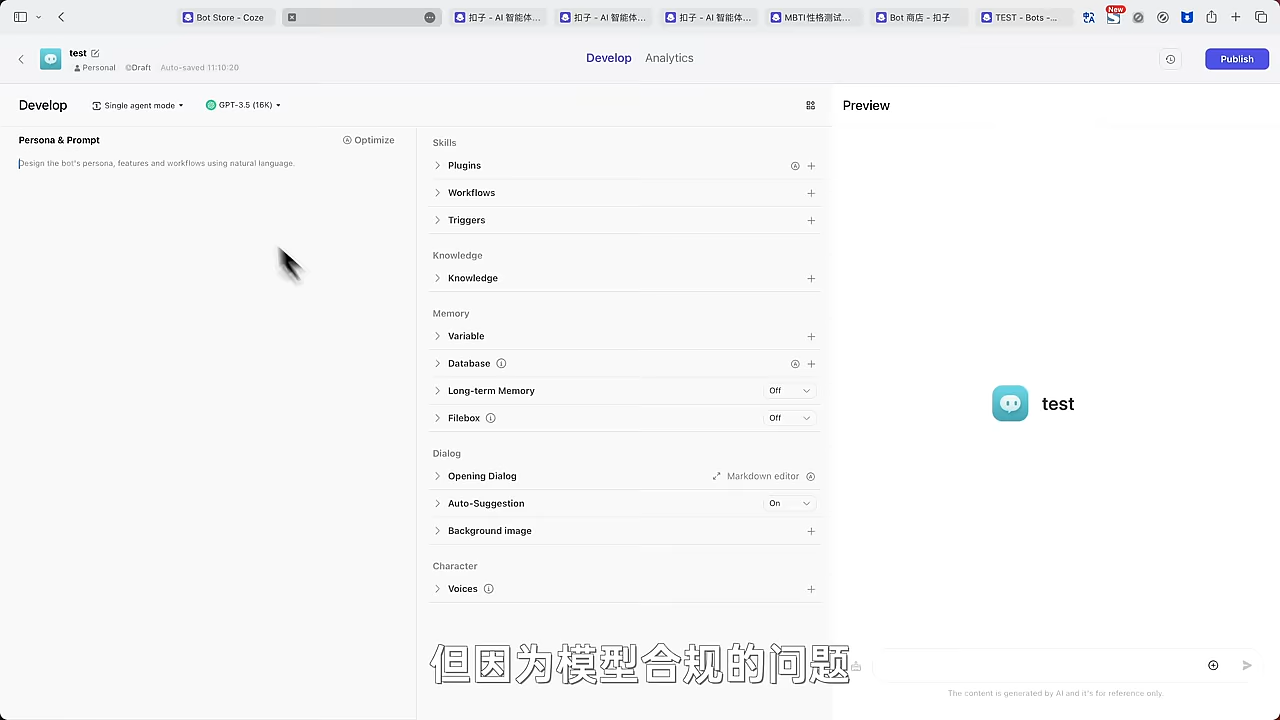 Bot Store - Coze
扣子 - AI 智能体...
扣子 - AI 智能体...
扣子 - AI 智能体...
MBTI性格测试...
Bot 商店 - 扣子
TEST - Bots -...
New
test
Personal
Draft
Auto-saved 11:10:20
Develop
Analytics
Publish
Develop
Single agent mode
GPT-3.5 (16K)
Preview
Persona & Prompt
Optimize
Design the bot's persona, features and workflows using natural language.
Skills
Plugins
Workflows
Triggers
Knowledge
Knowledge
Memory
Variable
Database
Long-term Memory
Off
Filebox
Off
Dialog
Opening Dialog
Markdown editor
Auto-Suggestion
On
Background image
Character
Voices
test
但因为模型合规的问题
The content is generated by AI and it's for reference only.